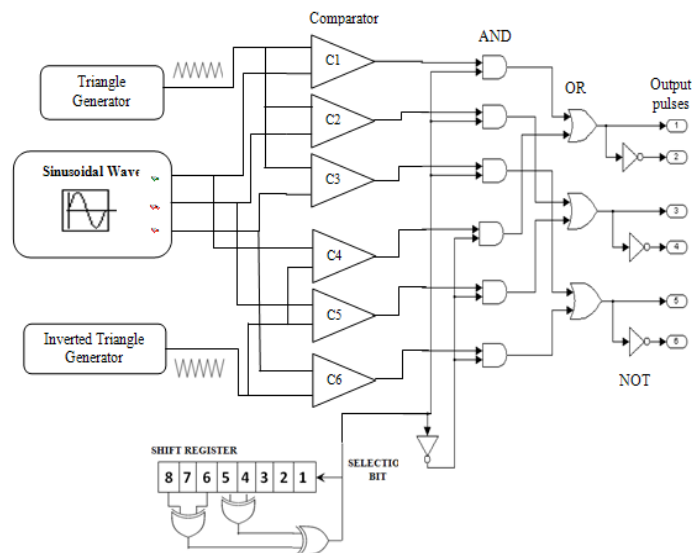 Comparator
AND
OR
Output
pulses
Triangle
Generator
C1
C2
C3
C4
C5
C6
Sinusoidal Wave
Inverted Triangle
Generator
1
2
3
4
5
6
NOT
SHIFT REGISTER
SELECTIO
BIT
8 7 6 5 4 3 2 1